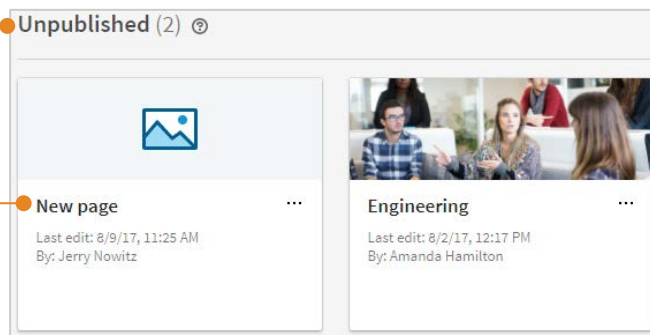 Unpublished (2) ?
New page ...
Last edit: 8/9/17, 11:25 AM
By: Jerry Nowitz
Engineering ...
Last edit: 8/2/17, 12:17 PM
By: Amanda Hamilton